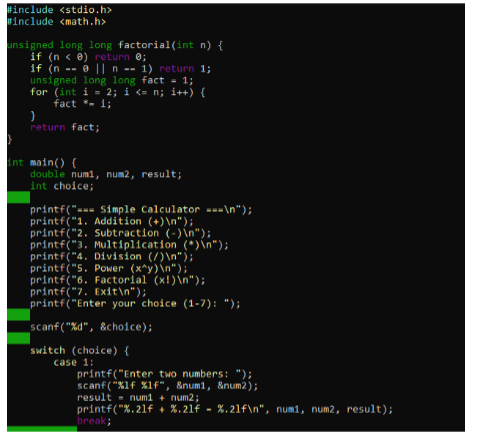 #include <stdio.h>
#include <math.h>
unsigned long long factorial(int n) {
if (n < 0) return 0;
if (n == 0 || n == 1) return 1;
unsigned long long fact = 1;
for (int i = 2; i <= n; i++) {
fact *= i;
}
return fact;
}
int main() {
double num1, num2, result;
int choice;
printf("=== Simple Calculator ===\n");
printf("1. Addition (+)\n");
printf("2. Subtraction (-)\n");
printf("3. Multiplication (*)\n");
printf("4. Division (/)\n");
printf("5. Power (x^y)\n");
printf("6. Factorial (x!)\n");
printf("7. Exit\n");
printf("Enter your choice (1-7): ");
scanf("%d", &choice);
switch (choice) {
case 1:
printf("Enter two numbers: ");
scanf("%lf %lf", &num1, &num2);
result = num1 + num2;
printf("%.2lf + %.2lf = %.2lf\n", num1, num2, result);
break;